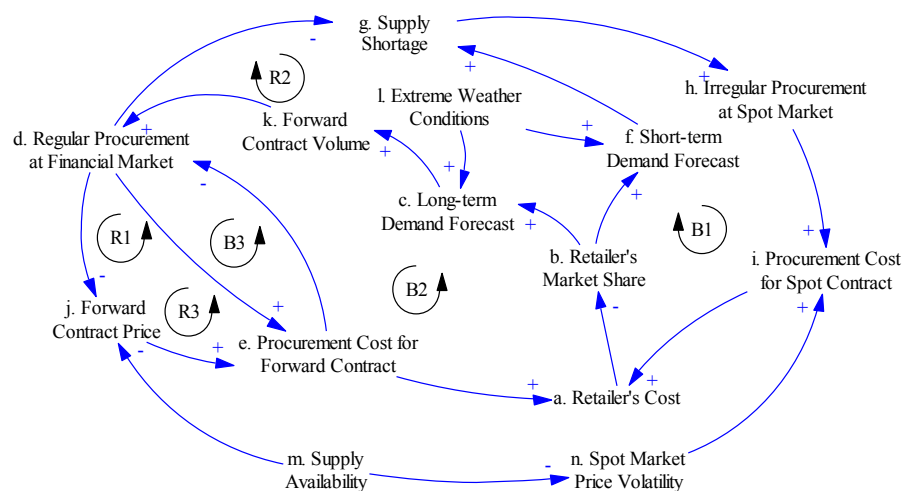 g. Supply
Shortage
-
+
R2
l. Extreme Weather
Conditions
h. Irregular Procurement
at Spot Market
k. Forward
Contract Volume
+
+
+
f. Short-term
Demand Forecast
d. Regular Procurement
at Financial Market
+
+
-
c. Long-term
Demand Forecast
+
+
R1
B3
B1
+
b. Retailer's
Market Share
i. Procurement Cost
for Spot Contract
-
B2
j. Forward
Contract Price
R3
+
-
+
-
+
e. Procurement Cost for
Forward Contract
+
+
a. Retailer's Cost
m. Supply
Availability
-
n. Spot Market
Price Volatility